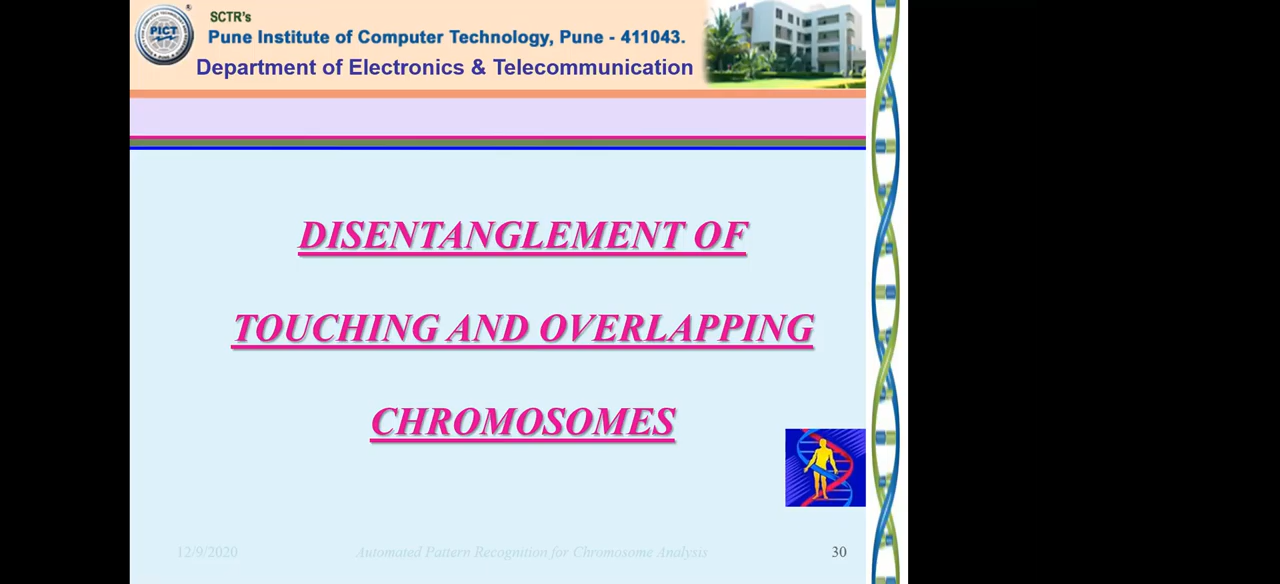 SCTR's
PICT
Pune Institute of Computer Technology, Pune - 411043.
Department of Electronics & Telecommunication
DISENTANGLEMENT OF
TOUCHING AND OVERLAPPING
CHROMOSOMES
12/9/2020
Automated Pattern Recognition for Chromosome Analysis
30